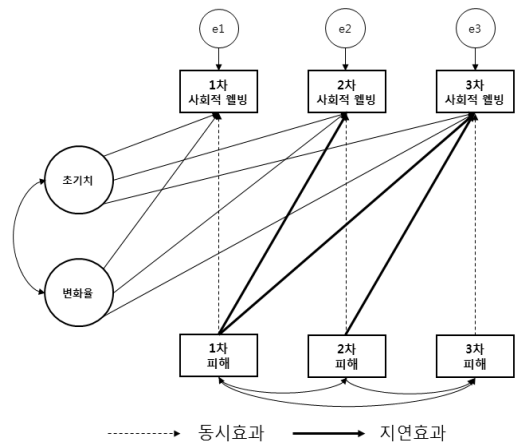 e1
e2
e3
1차
사회적 웰빙
2차
사회적 웰빙
3차
사회적 웰빙
초기치
변화율
1차
피해
2차
피해
3차
피해
동시효과
지연효과